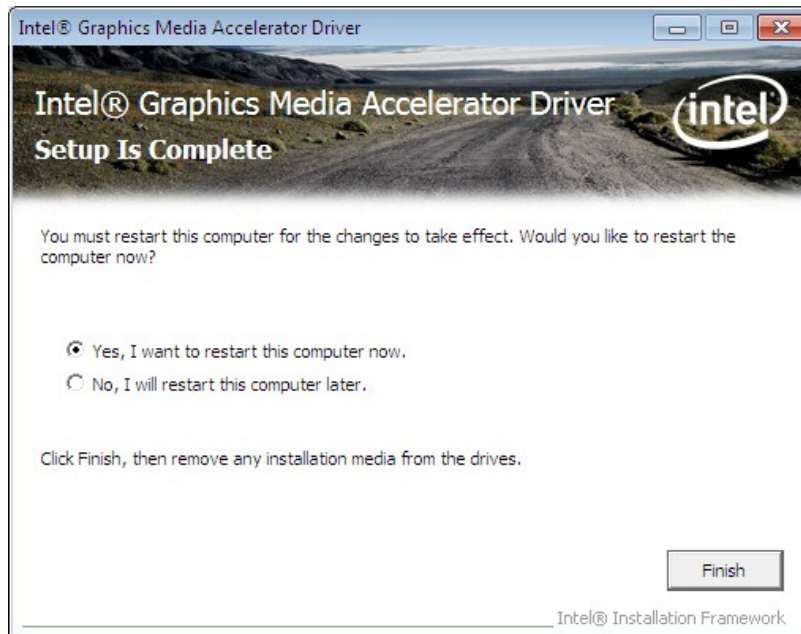 Intel® Graphics Media Accelerator Driver
Intel® Graphics Media Accelerator Driver
intel
Setup Is Complete
You must restart this computer for the changes to take effect. Would you like to restart the
computer now?
Yes, I want to restart this computer now.
No, I will restart this computer later.
Click Finish, then remove any installation media from the drives.
Finish
Intel® Installation Framework